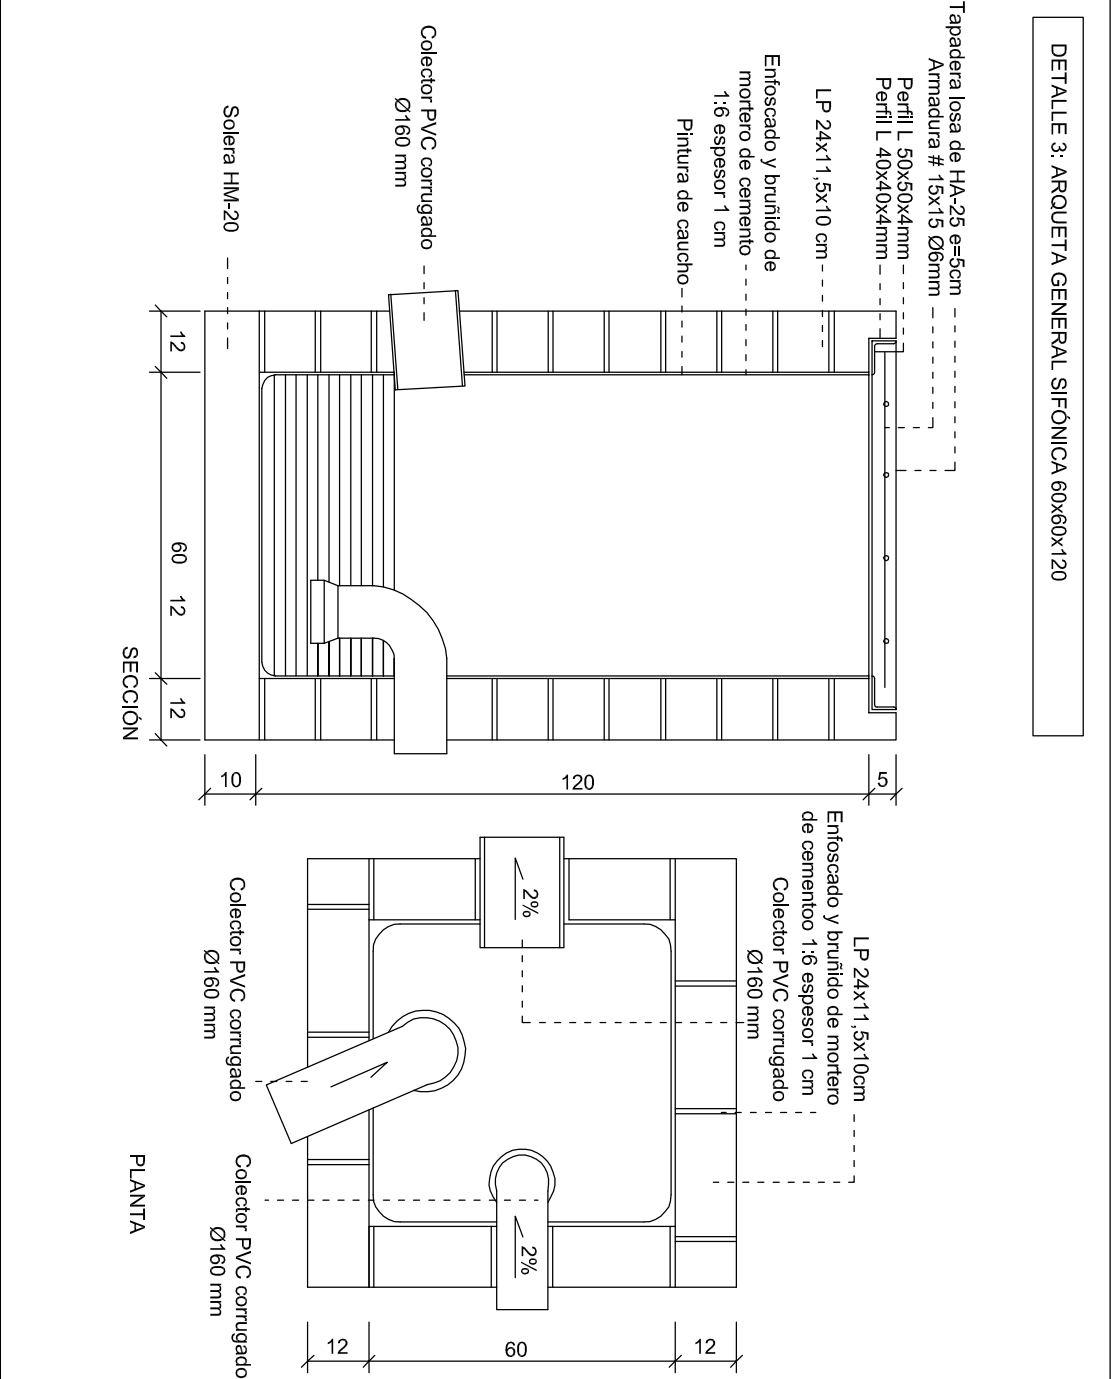 DETALLE 3: ARQUETA GENERAL SIFÓNICA 60x60x120
Tapadera losa de HA-25 e=5cm
Armadura # 15x15 Ø6mm
Perfil L 50x50x4mm
Perfil L 40x40x4mm
LP 24x11,5x10 cm
Enfoscado y bruñido de
mortero de cemento
1:6 espesor 1 cm
Pintura de caucho
Colector PVC corrugado
Ø160 mm
Solera HM-20
12
60
12
12
SECCIÓN
5
120
10
LP 24x11,5x10cm
Enfoscado y bruñido de mortero
de cementoo 1:6 espesor 1 cm
Colector PVC corrugado
Ø160 mm
2%
2%
Colector PVC corrugado
Ø160 mm
Colector PVC corrugado
Ø160 mm
PLANTA
12
60
12